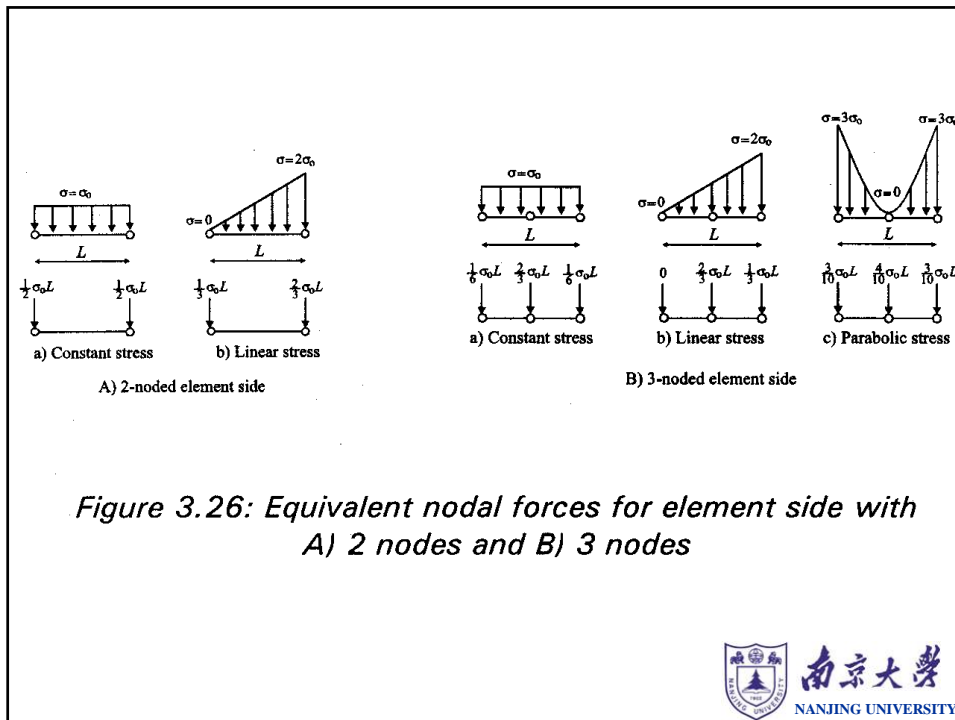 σ=σ₀
L
½σ₀L ½σ₀L
a) Constant stress
σ=2σ₀
σ=0
L
⅓σ₀L ⅔σ₀L
b) Linear stress
A) 2-noded element side
σ=σ₀
L
⅙σ₀L ⅔σ₀L ⅙σ₀L
a) Constant stress
σ=2σ₀
σ=0
L
0 ⅔σ₀L ⅓σ₀L
b) Linear stress
σ=3σ₀ σ=3σ₀
σ=0
L
3/10σ₀L 4/10σ₀L 3/10σ₀L
c) Parabolic stress
B) 3-noded element side
Figure 3.26: Equivalent nodal forces for element side with
A) 2 nodes and B) 3 nodes
南京大学
NANJING UNIVERSITY